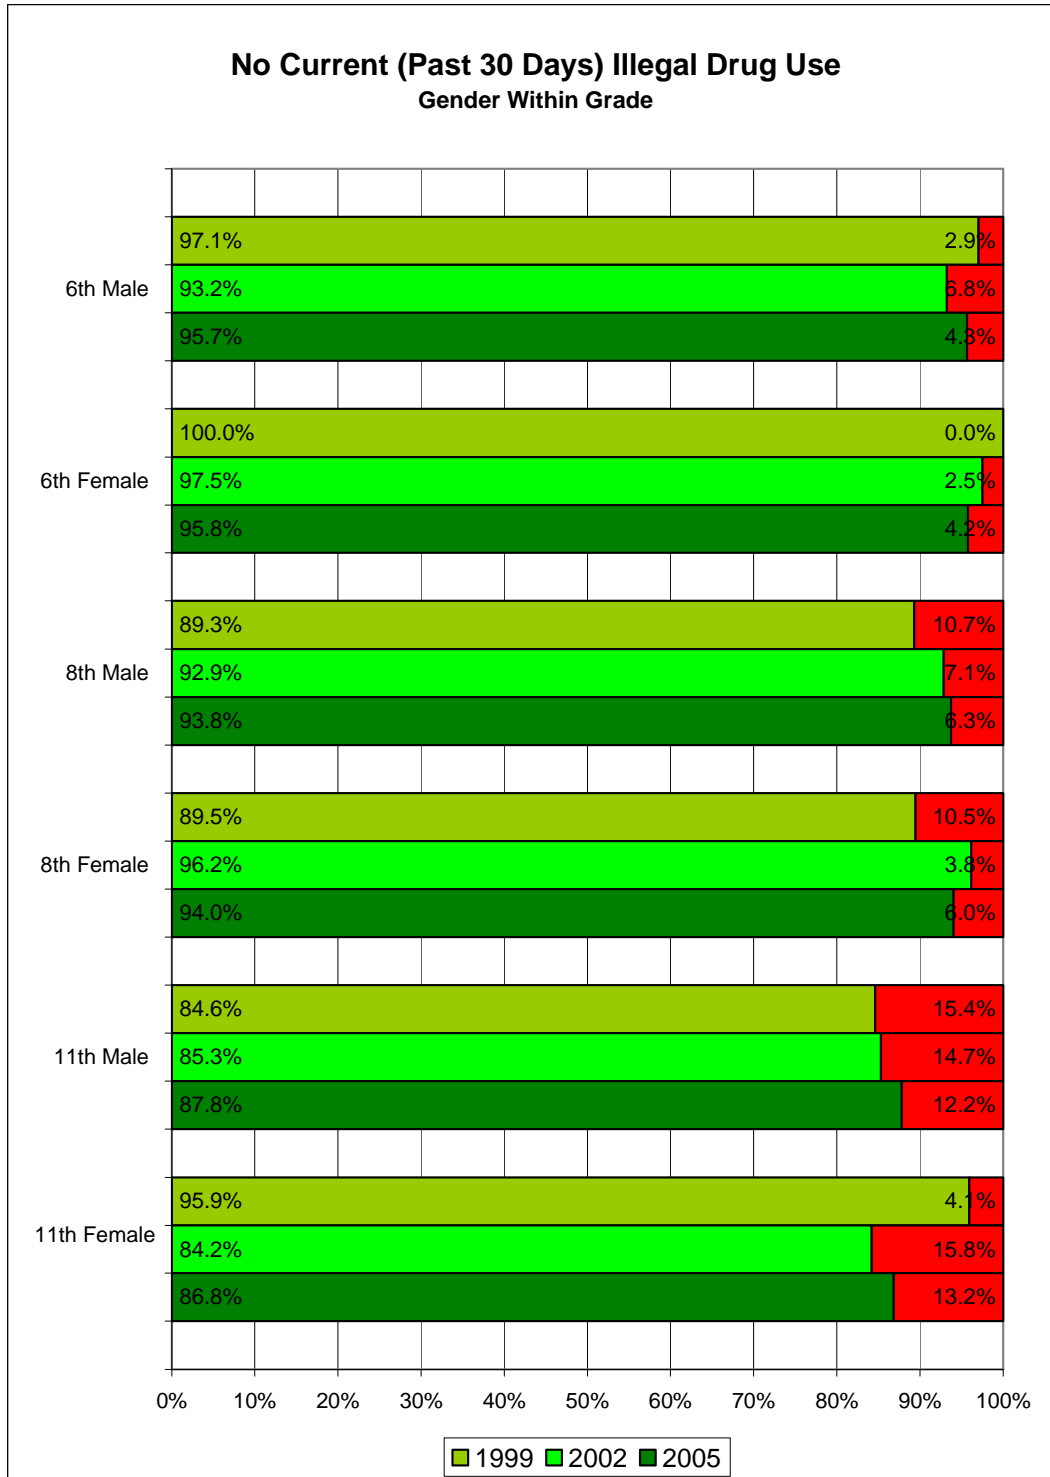 No Current (Past 30 Days) Illegal Drug Use
Gender Within Grade
97.1% 2.9%
6th Male 93.2% 6.8%
95.7% 4.3%
100.0% 0.0%
6th Female 97.5% 2.5%
95.8% 4.2%
89.3% 10.7%
8th Male 92.9% 7.1%
93.8% 6.3%
89.5% 10.5%
8th Female 96.2% 3.8%
94.0% 6.0%
84.6% 15.4%
11th Male 85.3% 14.7%
87.8% 12.2%
95.9% 4.1%
11th Female 84.2% 15.8%
86.8% 13.2%
0% 10% 20% 30% 40% 50% 60% 70% 80% 90% 100%
1999 2002 2005